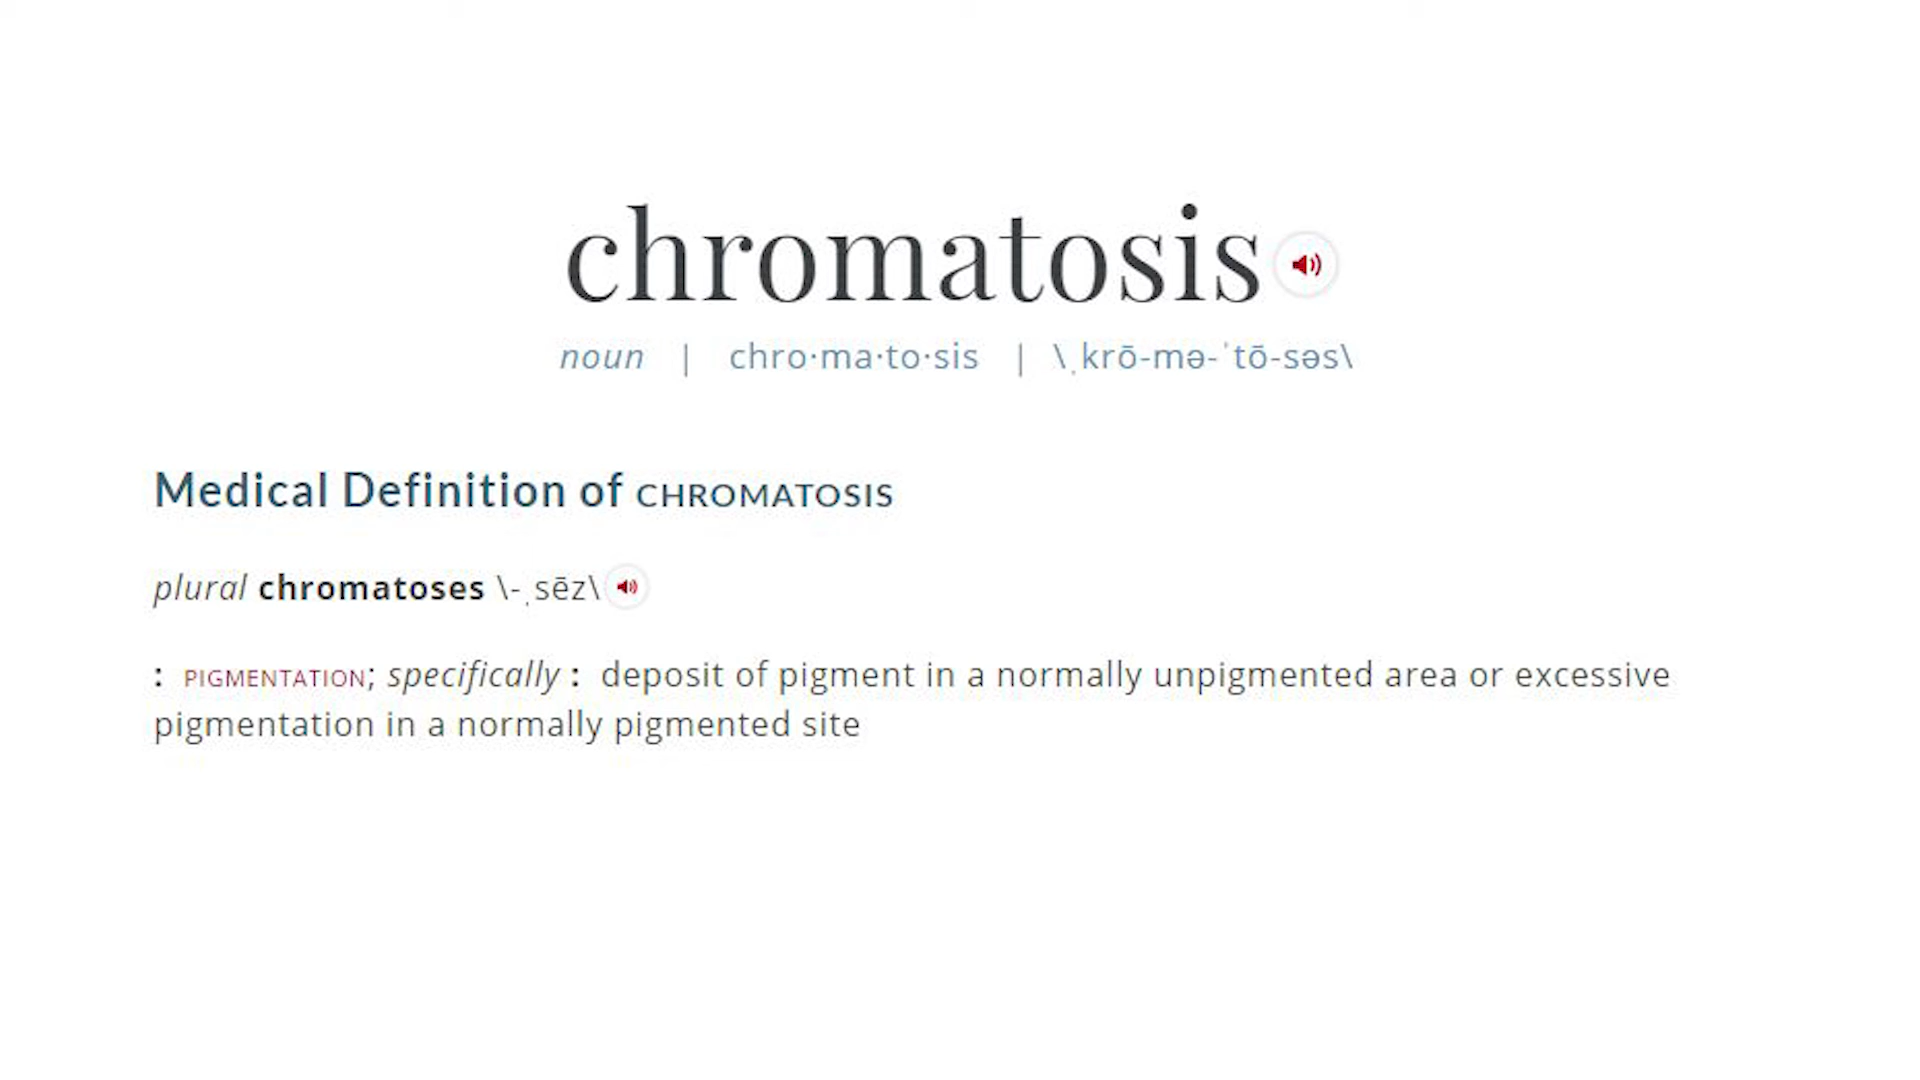 chromatosis
noun | chro·ma·to·sis | \ˌkrō-mə-ˈtō-səs\
Medical Definition of CHROMATOSIS
plural chromatoses \-ˌsēz\
: PIGMENTATION; specifically : deposit of pigment in a normally unpigmented area or excessive
pigmentation in a normally pigmented site